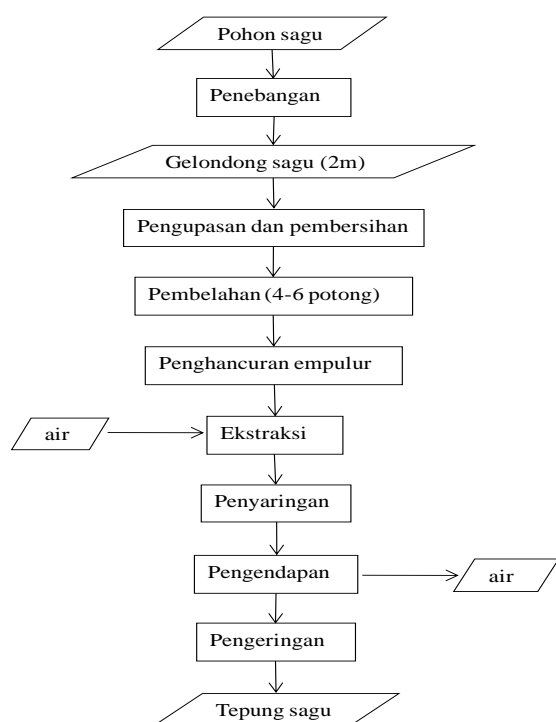 Pohon sagu
Penebangan
Gelondong sagu (2m)
Pengupasan dan pembersihan
Pembelahan (4-6 potong)
Penghancuran empulur
air
Ekstraksi
Penyaringan
Pengendapan
air
Pengeringan
Tepung sagu